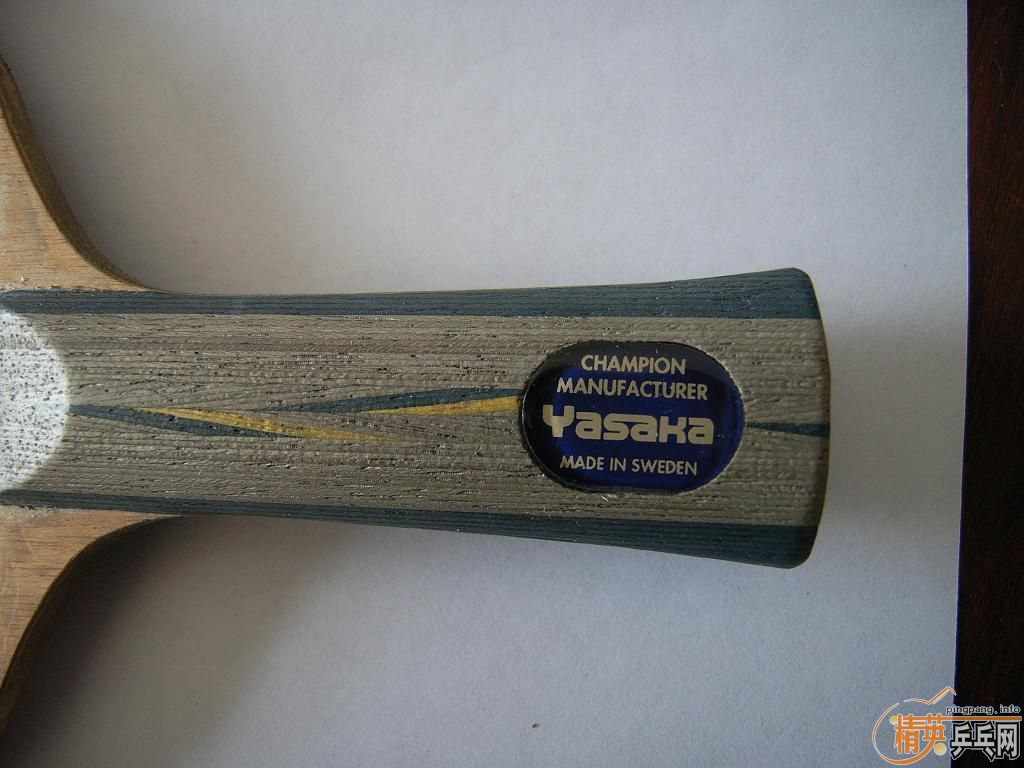 CHAMPION
MANUFACTURER
Yasaka
MADE IN SWEDEN
pingpang.info
精英乒乓网